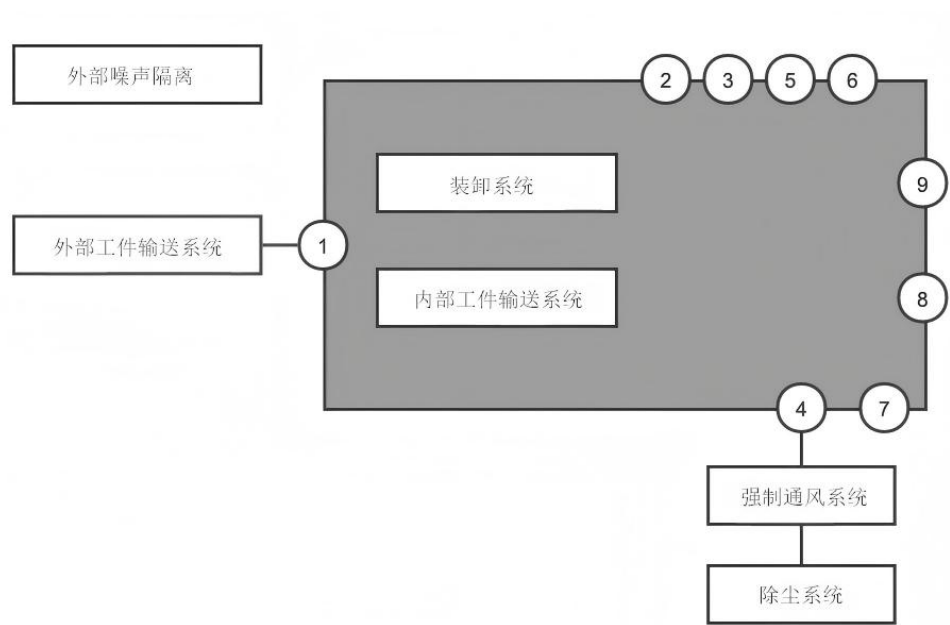 外部噪声隔离
2 3 5 6
装卸系统
9
外部工件输送系统
1
内部工件输送系统
8
4 7
强制通风系统
除尘系统